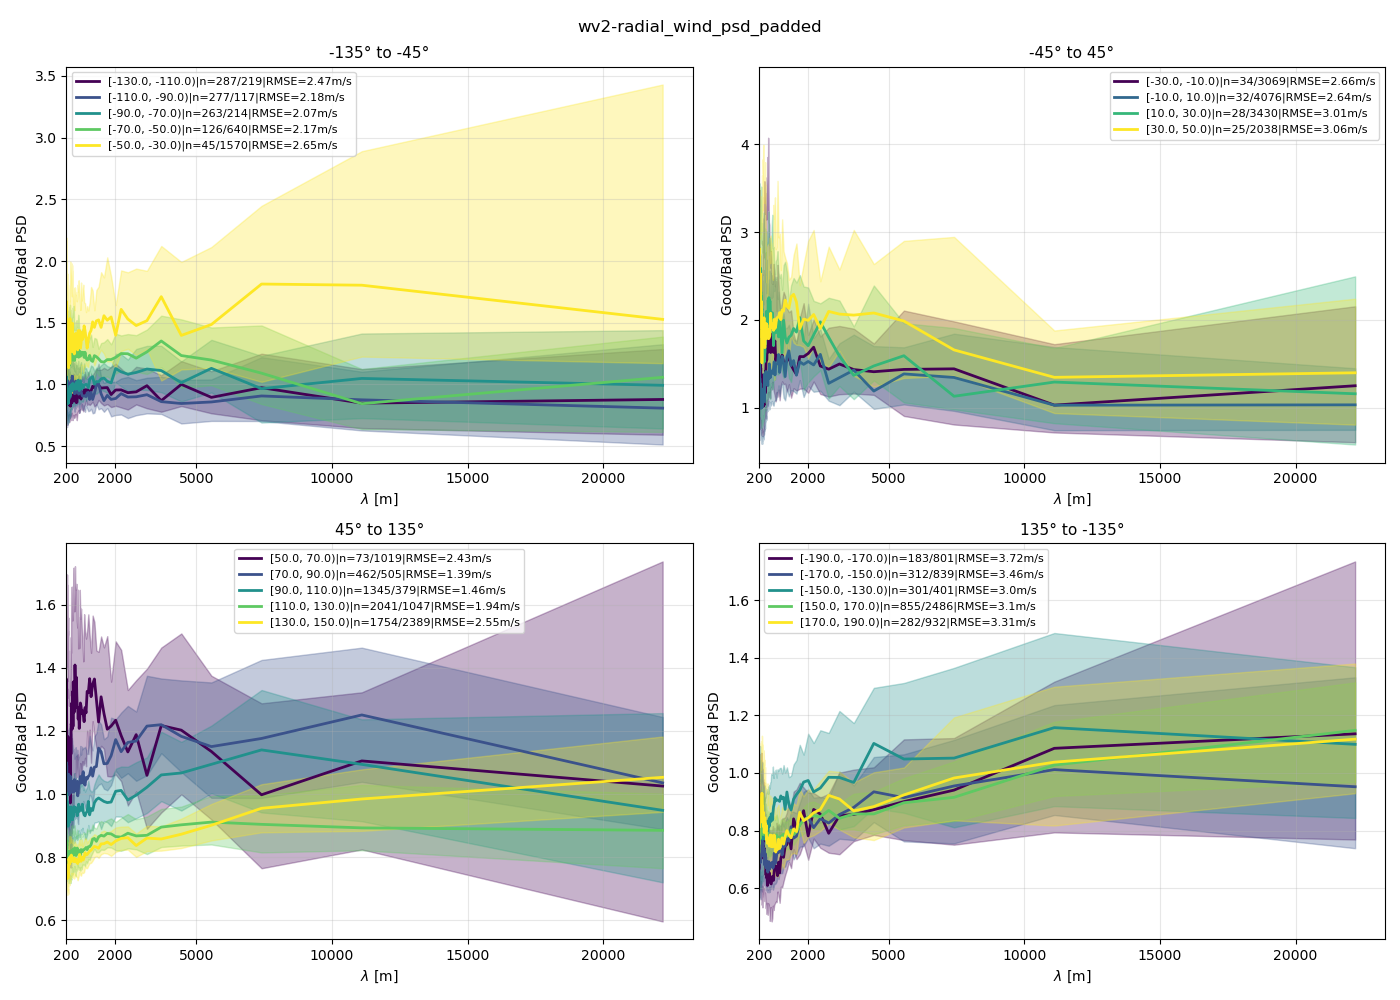 wv2-radial_wind_psd_padded
-135° to -45°
[-130.0, -110.0)|n=287/219|RMSE=2.47m/s
[-110.0, -90.0)|n=277/117|RMSE=2.18m/s
[-90.0, -70.0)|n=263/214|RMSE=2.07m/s
[-70.0, -50.0)|n=126/640|RMSE=2.17m/s
[-50.0, -30.0)|n=45/1570|RMSE=2.65m/s
3.5
3.0
2.5
2.0
1.5
1.0
0.5
Good/Bad PSD
200
2000
5000
10000
15000
20000
λ [m]
-45° to 45°
[-30.0, -10.0)|n=34/3069|RMSE=2.66m/s
[-10.0, 10.0)|n=32/4076|RMSE=2.64m/s
[10.0, 30.0)|n=28/3430|RMSE=3.01m/s
[30.0, 50.0)|n=25/2038|RMSE=3.06m/s
4
3
2
1
Good/Bad PSD
200
2000
5000
10000
15000
20000
λ [m]
45° to 135°
[50.0, 70.0)|n=73/1019|RMSE=2.43m/s
[70.0, 90.0)|n=462/505|RMSE=1.39m/s
[90.0, 110.0)|n=1345/379|RMSE=1.46m/s
[110.0, 130.0)|n=2041/1047|RMSE=1.94m/s
[130.0, 150.0)|n=1754/2389|RMSE=2.55m/s
1.6
1.4
1.2
1.0
0.8
0.6
Good/Bad PSD
200
2000
5000
10000
15000
20000
λ [m]
135° to -135°
[-190.0, -170.0)|n=183/801|RMSE=3.72m/s
[-170.0, -150.0)|n=312/839|RMSE=3.46m/s
[-150.0, -130.0)|n=301/401|RMSE=3.0m/s
[150.0, 170.0)|n=855/2486|RMSE=3.1m/s
[170.0, 190.0)|n=282/932|RMSE=3.31m/s
1.6
1.4
1.2
1.0
0.8
0.6
Good/Bad PSD
200
2000
5000
10000
15000
20000
λ [m]